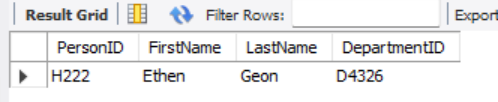 Result Grid Filter Rows: Export
PersonID FirstName LastName DepartmentID
H222 Ethen Geon D4326